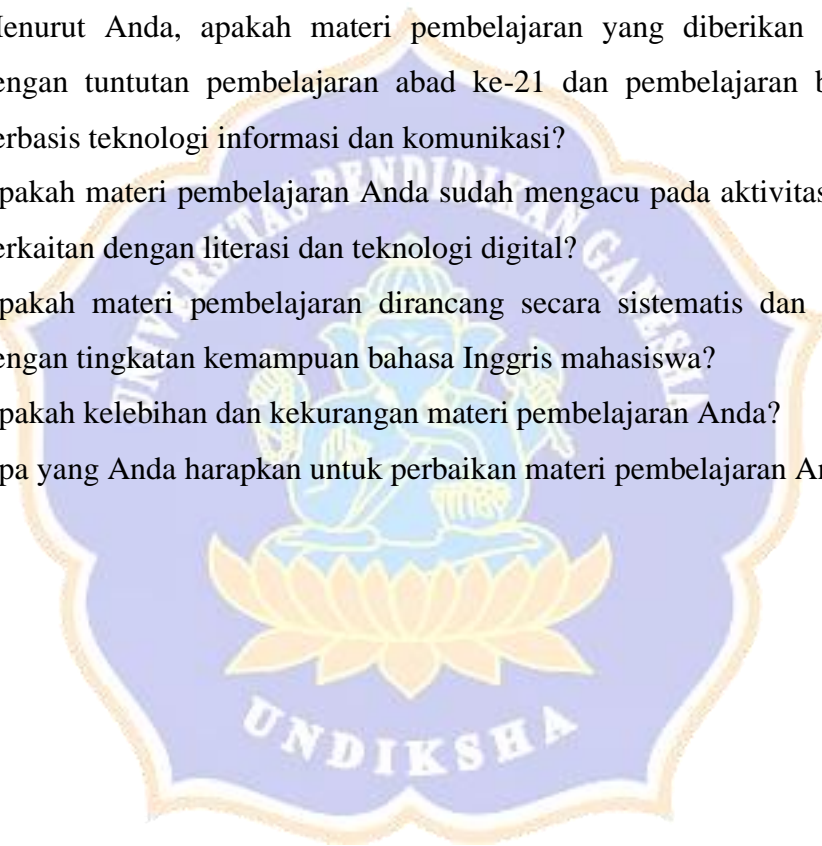 enurut Anda, apakah materi pembelajaran yang diberikan
engan tuntutan pembelajaran abad ke-21 dan pembelajaran b
erbasis teknologi informasi dan komunikasi?
pakah materi pembelajaran Anda sudah mengacu pada aktivitas
erkaitan dengan literasi dan teknologi digital?
pakah materi pembelajaran dirancang secara sistematis dan
engan tingkatan kemampuan bahasa Inggris mahasiswa?
pakah kelebihan dan kekurangan materi pembelajaran Anda?
pa yang Anda harapkan untuk perbaikan materi pembelajaran An
UNIVERSITAS PENDIDIKAN GANESHA
UNDIKSHA